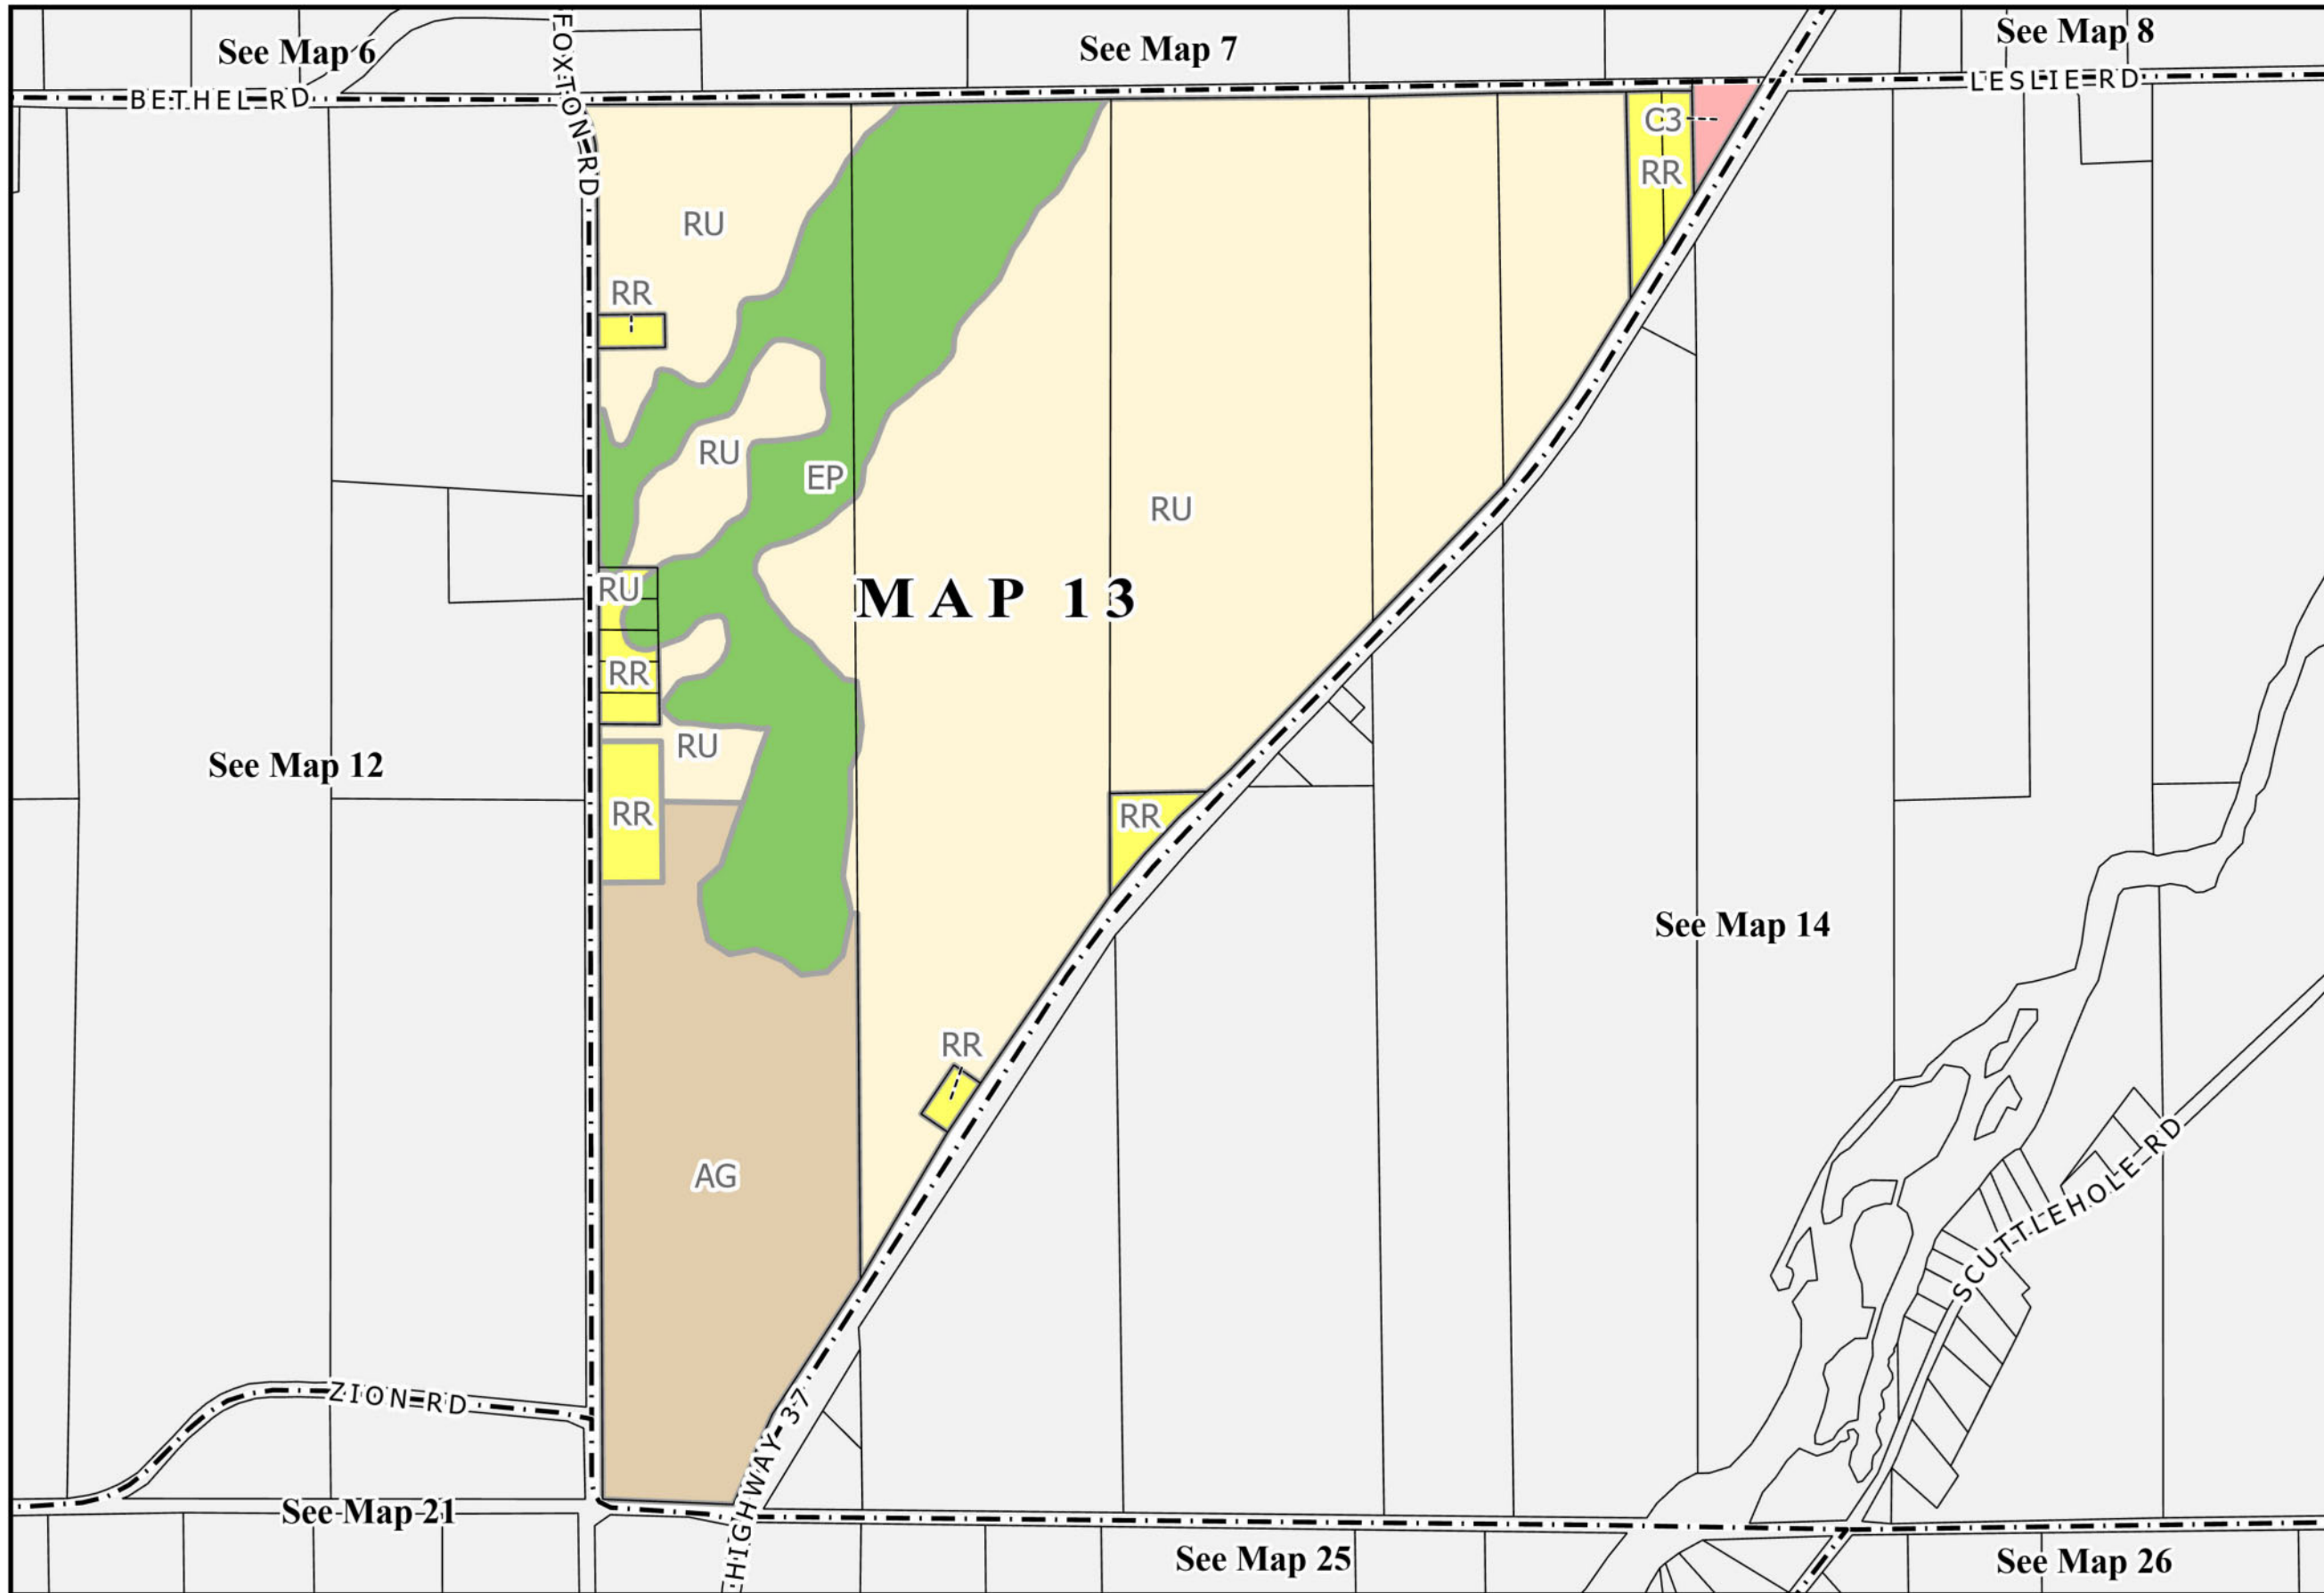 See Map 6
See Map 7
See Map 8
BETHEL RD
FOXTON RD
LESLIE RD
C3
RR
RU
RR
RU
EP
RU
RU
MAP 13
RR
RU
See Map 12
RR
RR
See Map 14
RR
AG
SCUTTLEHOLE RD
ZION RD
HIGHWAY 37
See Map 21
See Map 25
See Map 26